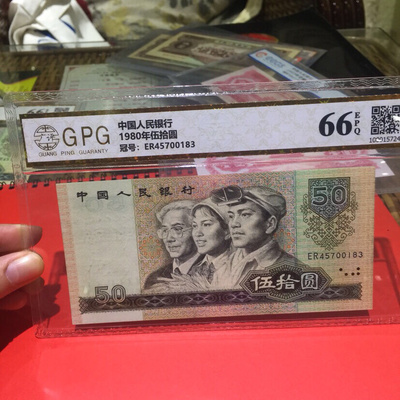 GPG
GUANG PING GUARANTY
中国人民银行
1980年伍拾圆
冠号: ER45700183
66 EPQ
中国人民银行
50
ER45700183
50
伍拾圆